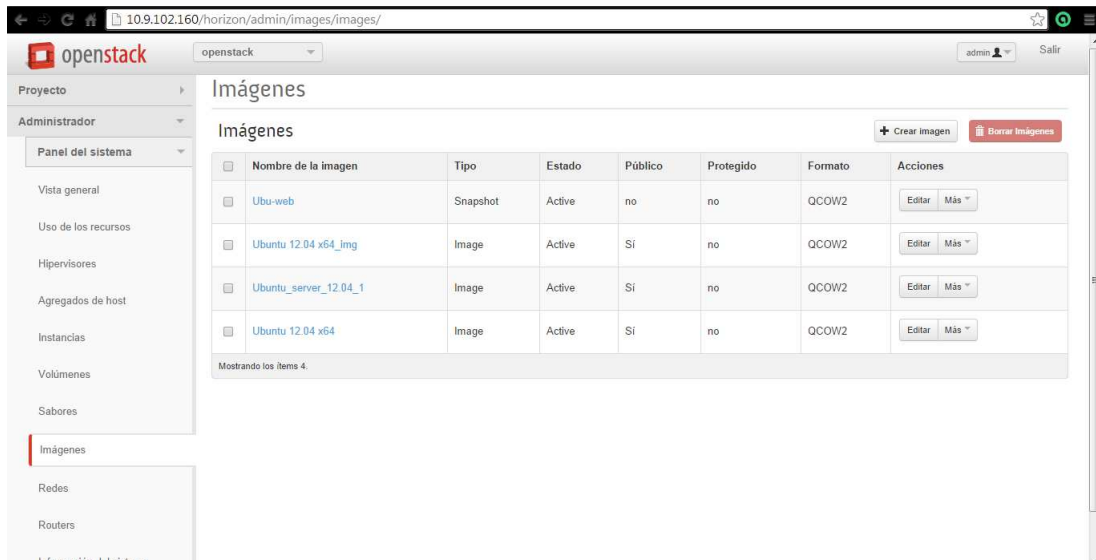 10.9.102.160/horizon/admin/images/images/
openstack
openstack
admin
Salir
Proyecto
Administrador
Panel del sistema
Vista general
Uso de los recursos
Hipervisores
Agregados de host
Instancias
Volúmenes
Sabores
Imágenes
Redes
Routers
Imágenes
Imágenes
Crear imagen
Borrar Imágenes
Nombre de la imagen Tipo Estado Público Protegido Formato Acciones
Ubu-web Snapshot Active no no QCOW2 Editar Más
Ubuntu 12.04 x64_img Image Active Sí no QCOW2 Editar Más
Ubuntu_server_12.04_1 Image Active Sí no QCOW2 Editar Más
Ubuntu 12.04 x64 Image Active Sí no QCOW2 Editar Más
Mostrando los ítems 4.